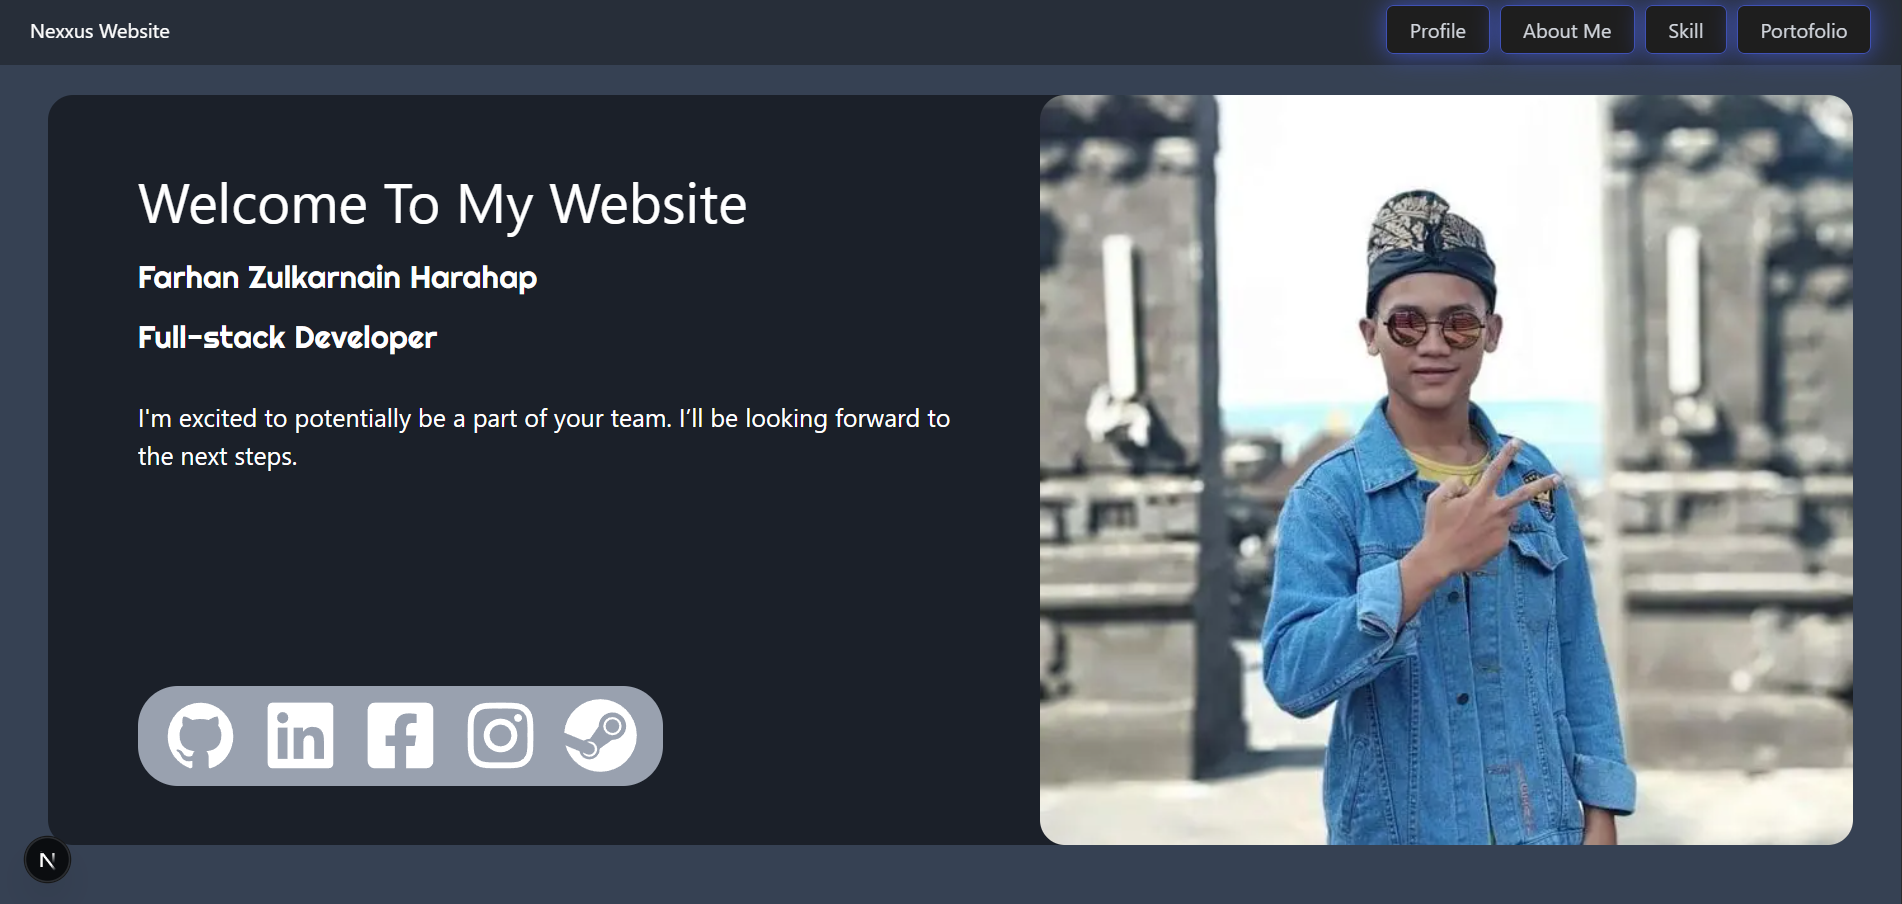 Nexxus Website
Profile
About Me
Skill
Portofolio
Welcome To My Website
Farhan Zulkarnain Harahap
Full-stack Developer
I'm excited to potentially be a part of your team. I’ll be looking forward to
the next steps.
in
N